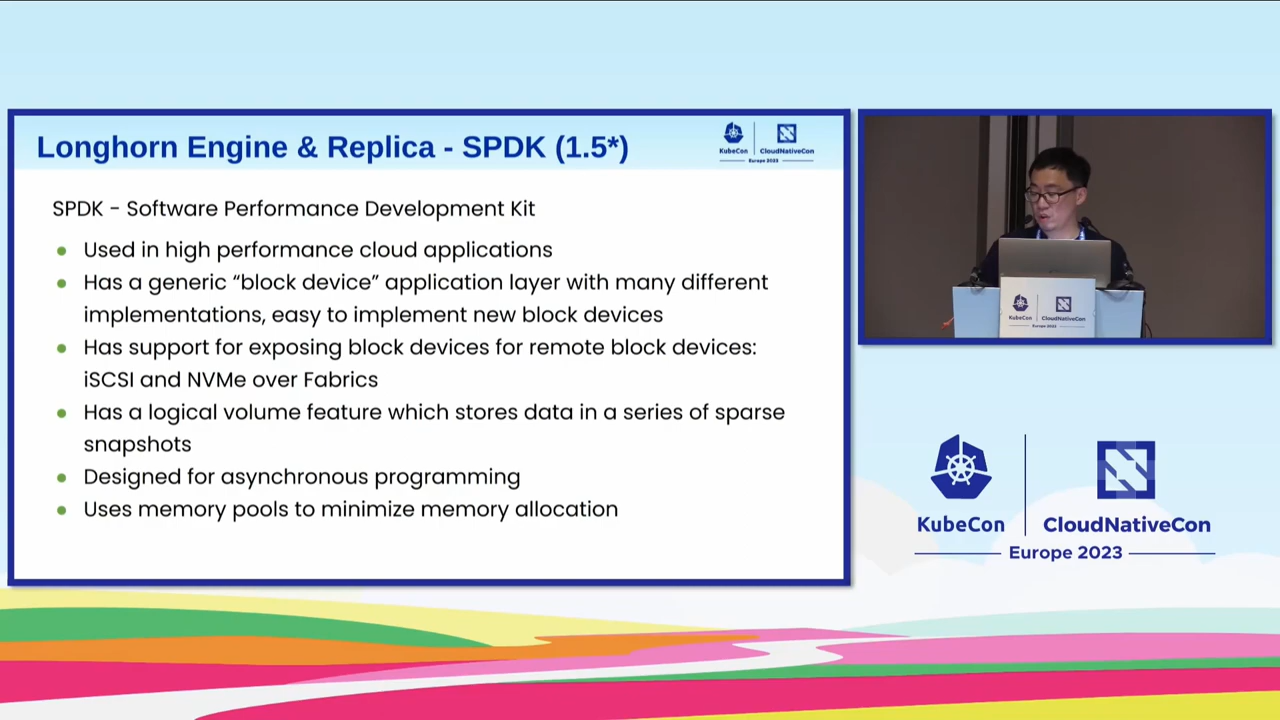 Longhorn Engine & Replica - SPDK (1.5*)
KubeCon
CloudNativeCon
Europe 2023
SPDK - Software Performance Development Kit
Used in high performance cloud applications
Has a generic “block device” application layer with many different
implementations, easy to implement new block devices
Has support for exposing block devices for remote block devices:
iSCSI and NVMe over Fabrics
Has a logical volume feature which stores data in a series of sparse
snapshots
Designed for asynchronous programming
Uses memory pools to minimize memory allocation
KubeCon
CloudNativeCon
Europe 2023
KubeCon
CloudNativeCon
Europe 2023